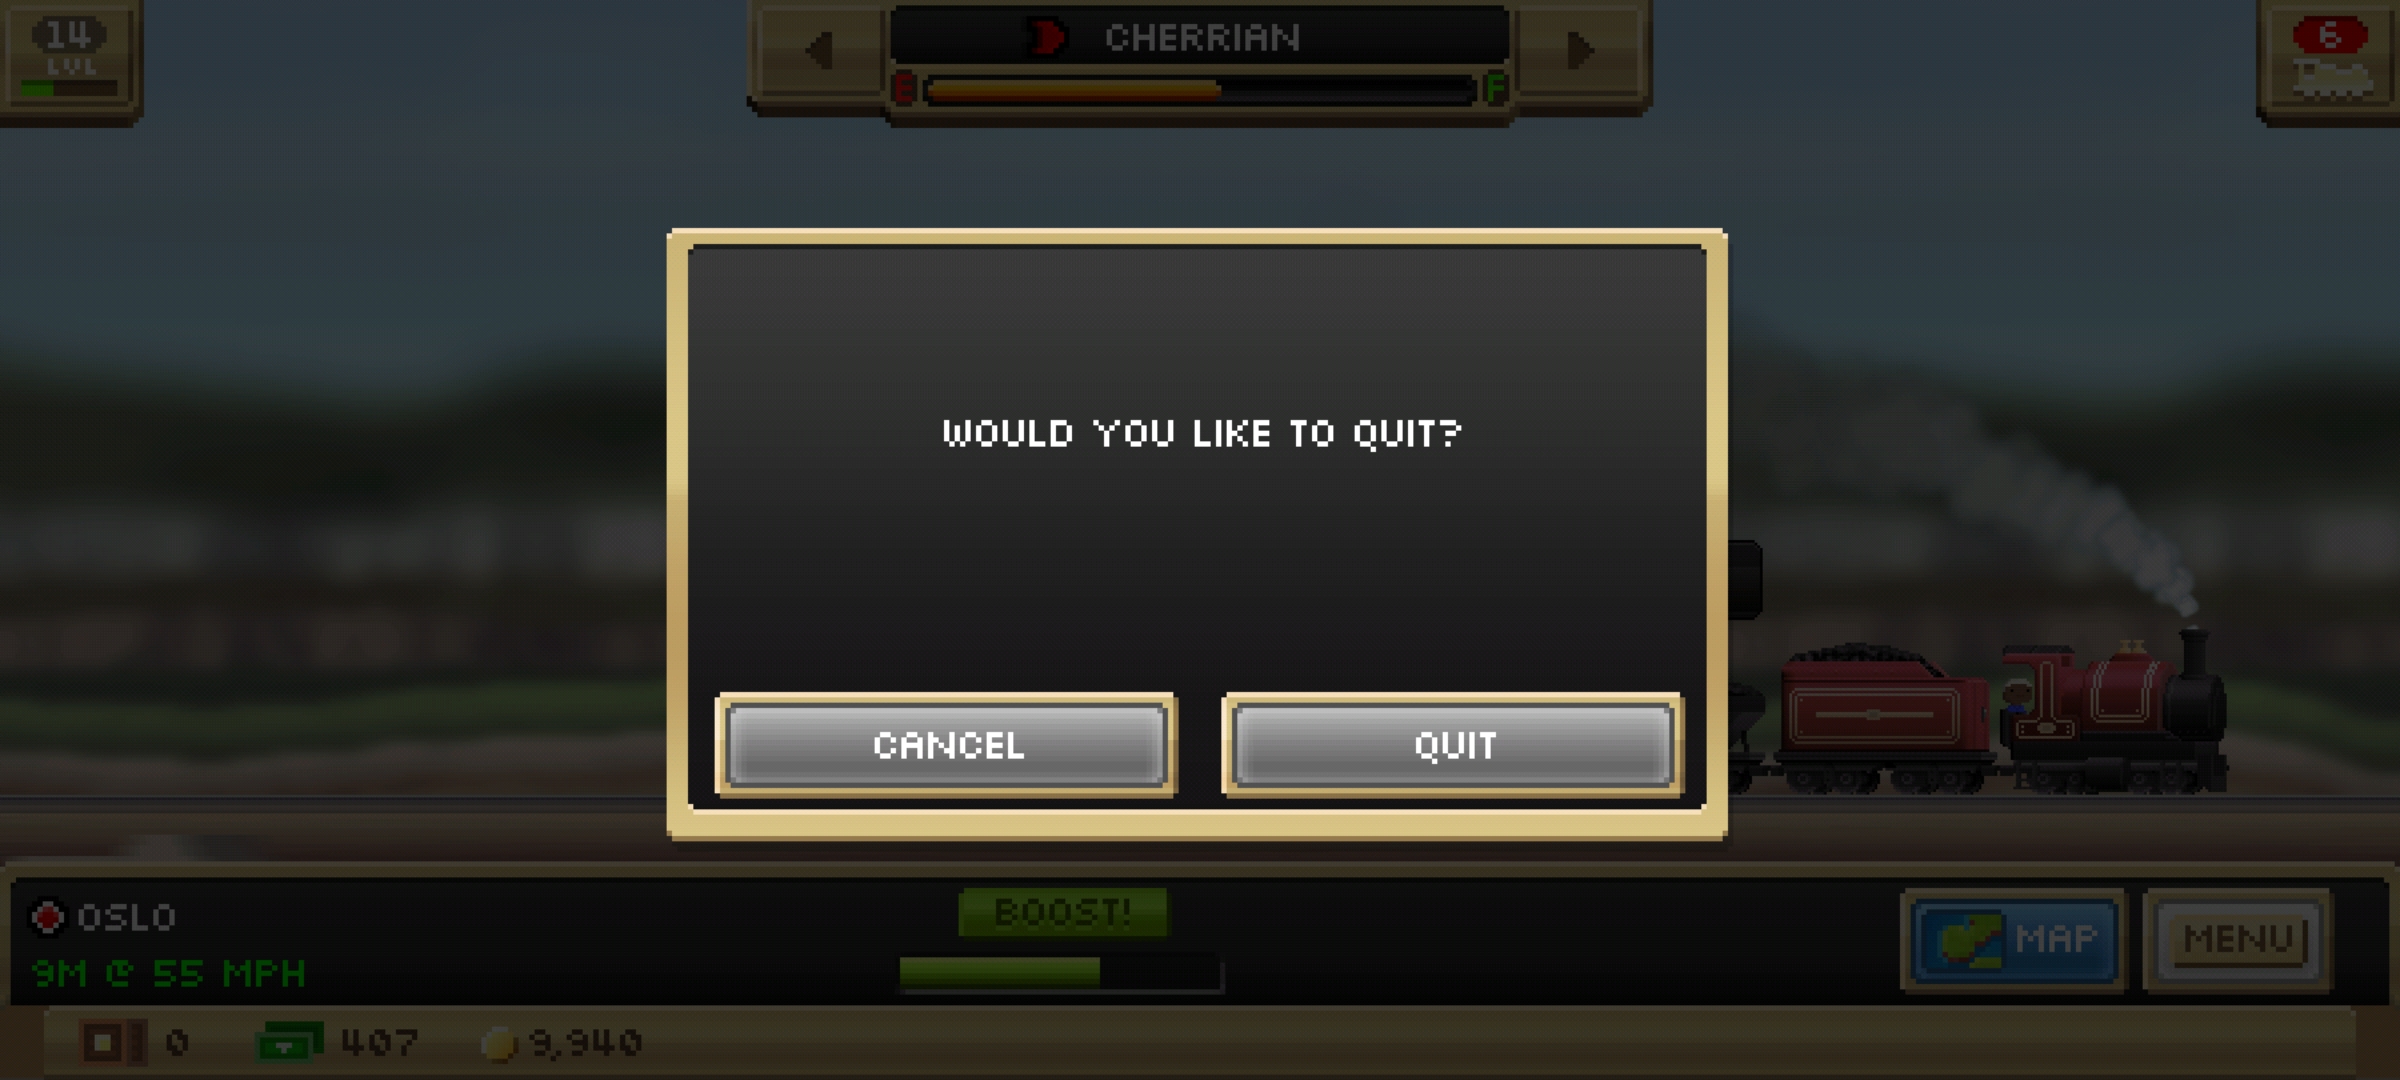 14
LVL
CHERRIAN
E F
6
WOULD YOU LIKE TO QUIT?
CANCEL QUIT
OSLO
9M @ 55 MPH
BOOST!
MAP MENU
0 407 9,940